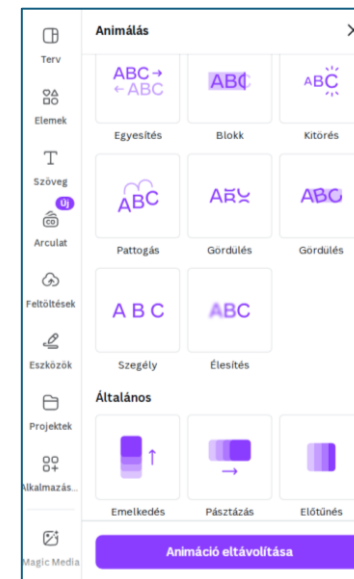 Animálás
Terv
Elemek
Szöveg
Új
CO
Arculat
Feltöltések
Eszközök
Projektek
Alkalmazás...
Magic Media
ABC→
←ABC
ABC
ABC
Egyesítés
Blokk
Kitörés
ABC
ABC
Pattogás
Gördülés
Gördülés
A B C
ABC
Szegély
Élesítés
Általános
Emelkedés
Pásztázás
Előtűnés
Animáció eltávolítása